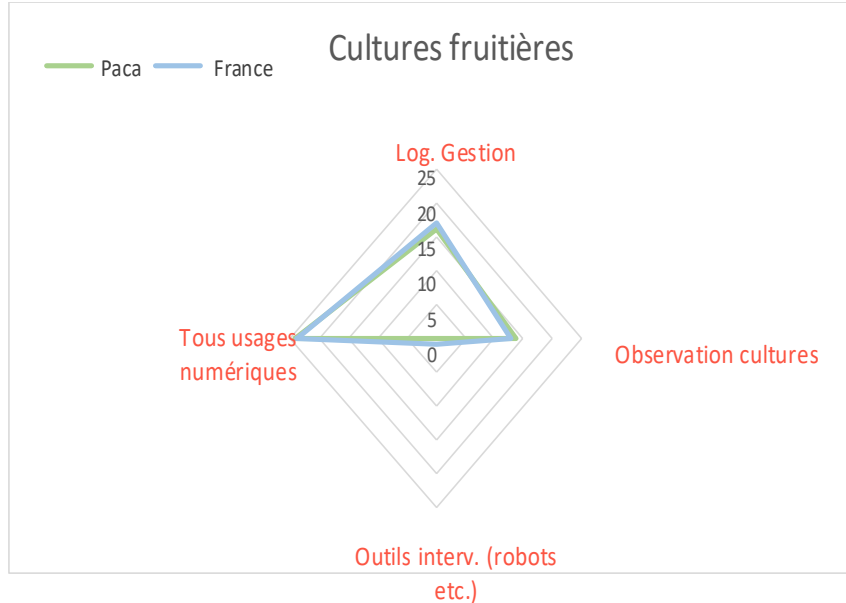 Cultures fruitières
Paca France
Log. Gestion
25
20
15
10
5
0
Tous usages
numériques
Observation cultures
Outils interv. (robots
etc.)